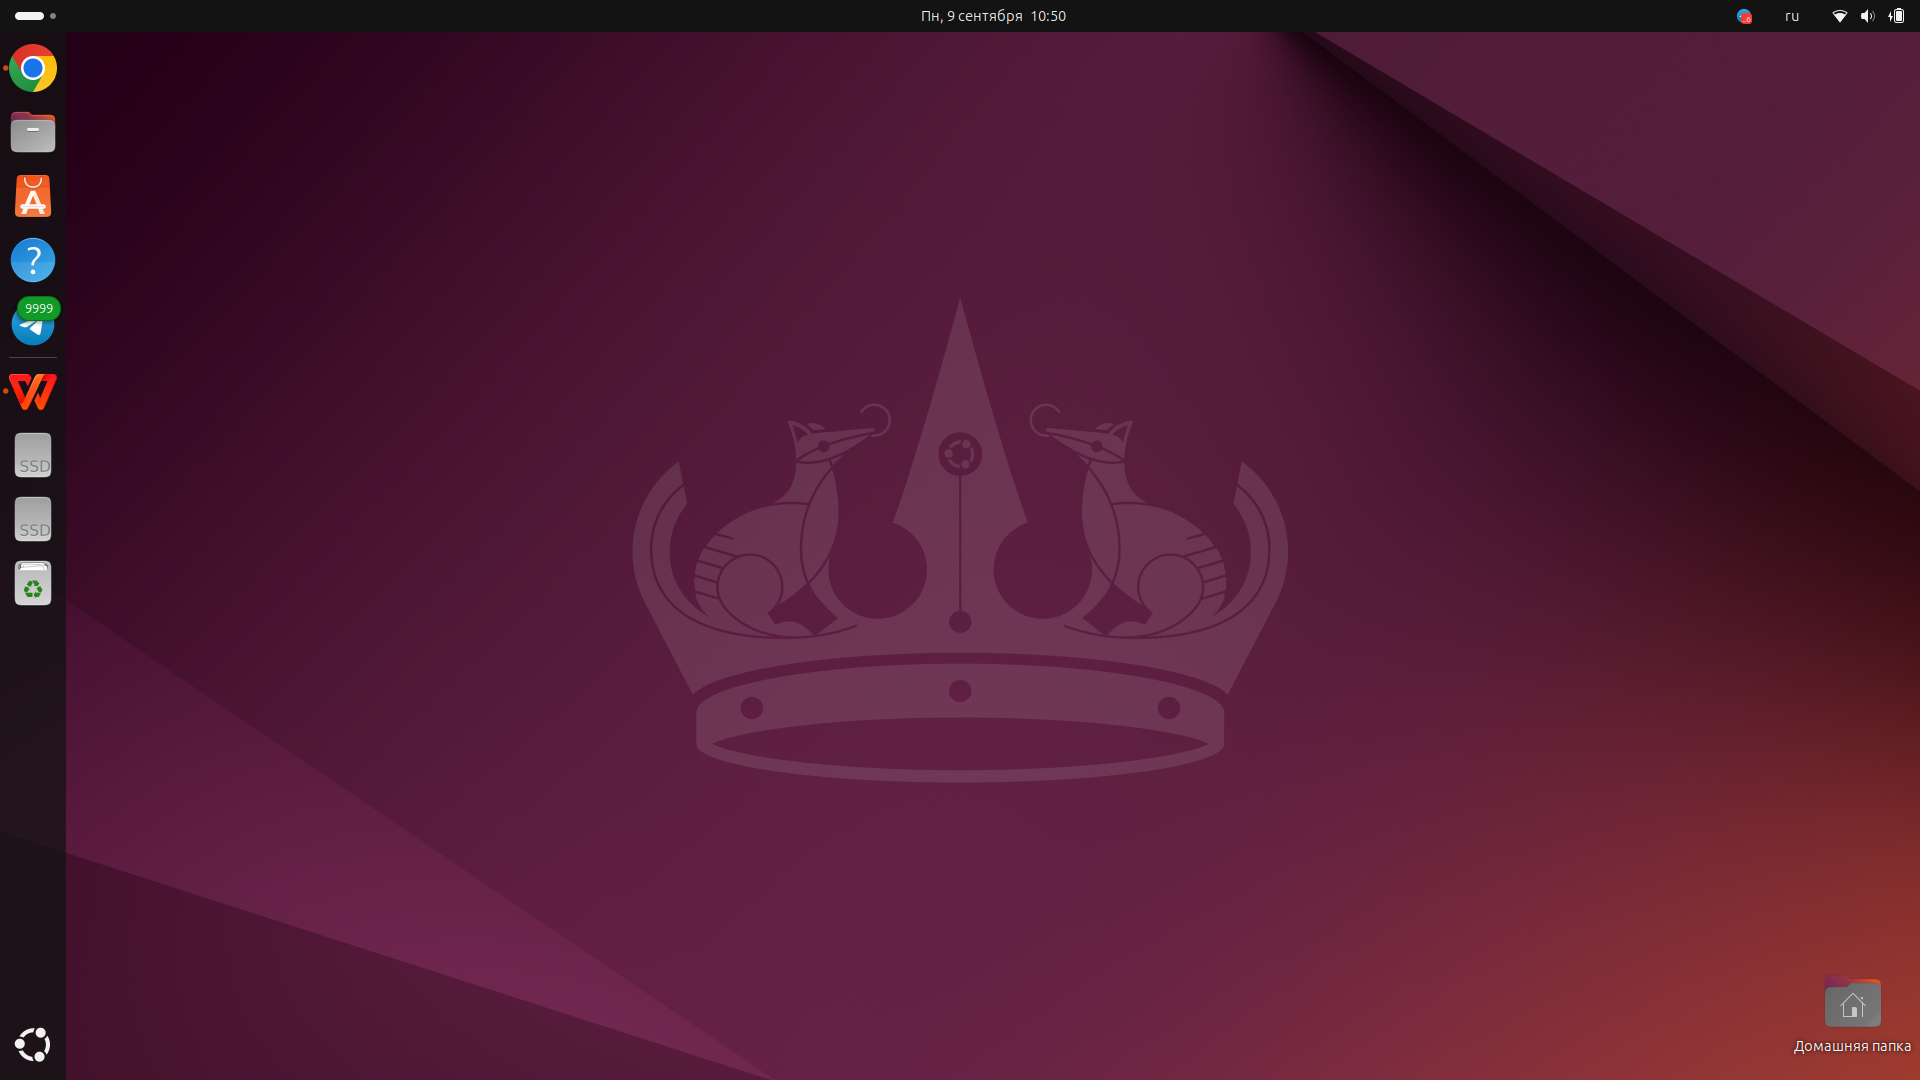 Пн, 9 сентября 10:50
ru
9999
SSD
SSD
Домашняя папка